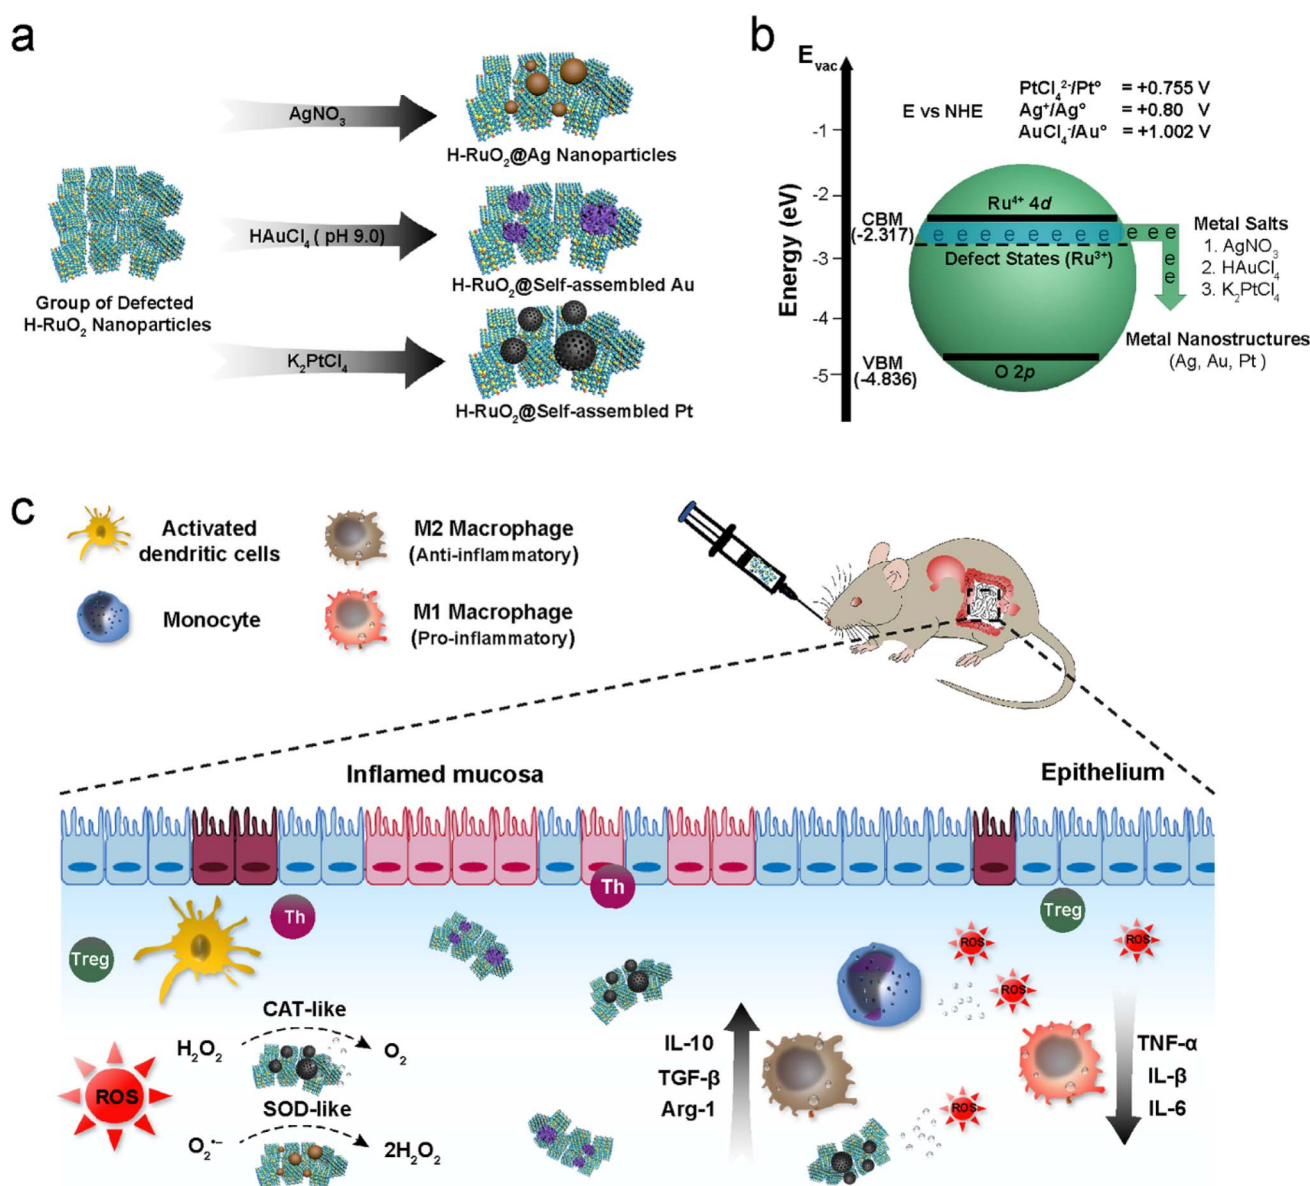 a
AgNO₃
H-RuO₂@Ag Nanoparticles
HAuCl₄ ( pH 9.0)
H-RuO₂@Self-assembled Au
Group of Defected
H-RuO₂ Nanoparticles
K₂PtCl₄
H-RuO₂@Self-assembled Pt
b
Evac
Energy (eV)
-1
-2
-3
-4
-5
E vs NHE
PtCl₄²⁻/Pt° = +0.755 V
Ag⁺/Ag° = +0.80 V
AuCl₄⁻/Au° = +1.002 V
CBM
(-2.317)
VBM
(-4.836)
Ru⁴⁺ 4d
e e e e e e e e e e e
e
e
Defect States (Ru³⁺)
O 2p
Metal Salts
1. AgNO₃
2. HAuCl₄
3. K₂PtCl₄
Metal Nanostructures
(Ag, Au, Pt )
c
Activated
dendritic cells
M2 Macrophage
(Anti-inflammatory)
Monocyte
M1 Macrophage
(Pro-inflammatory)
Inflamed mucosa
Epithelium
Treg
Th
Th
Treg
ROS
ROS
ROS
CAT-like
H₂O₂
O₂
ROS
SOD-like
O₂•−
2H₂O₂
IL-10
TGF-β
Arg-1
ROS
TNF-α
IL-β
IL-6